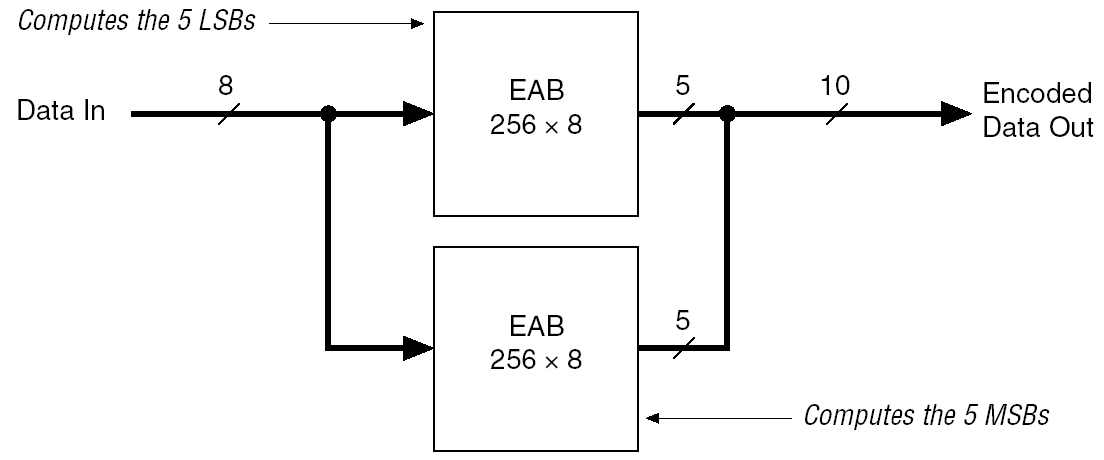 Computes the 5 LSBs
Data In
8
EAB
256 × 8
5
10
Encoded
Data Out
EAB
256 × 8
5
Computes the 5 MSBs